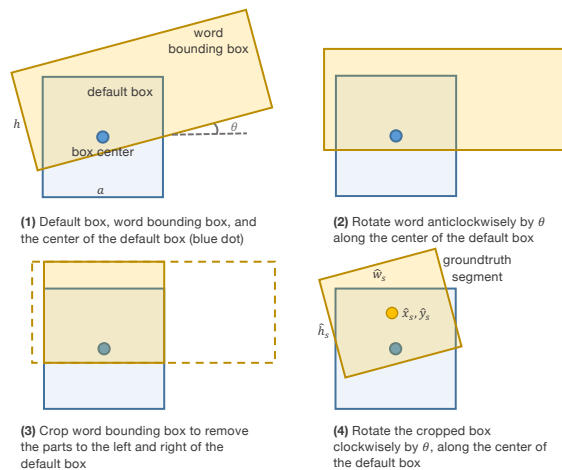 word
bounding box
default box
h
θ
box center
a
(1) Default box, word bounding box, and
the center of the default box (blue dot)
(2) Rotate word anticlockwisely by θ
along the center of the default box
(3) Crop word bounding box to remove
the parts to the left and right of the
default box
groundtruth
segment
ŵₛ
x̂ₛ, ŷₛ
ĥₛ
(4) Rotate the cropped box
clockwisely by θ, along the center of
the default box